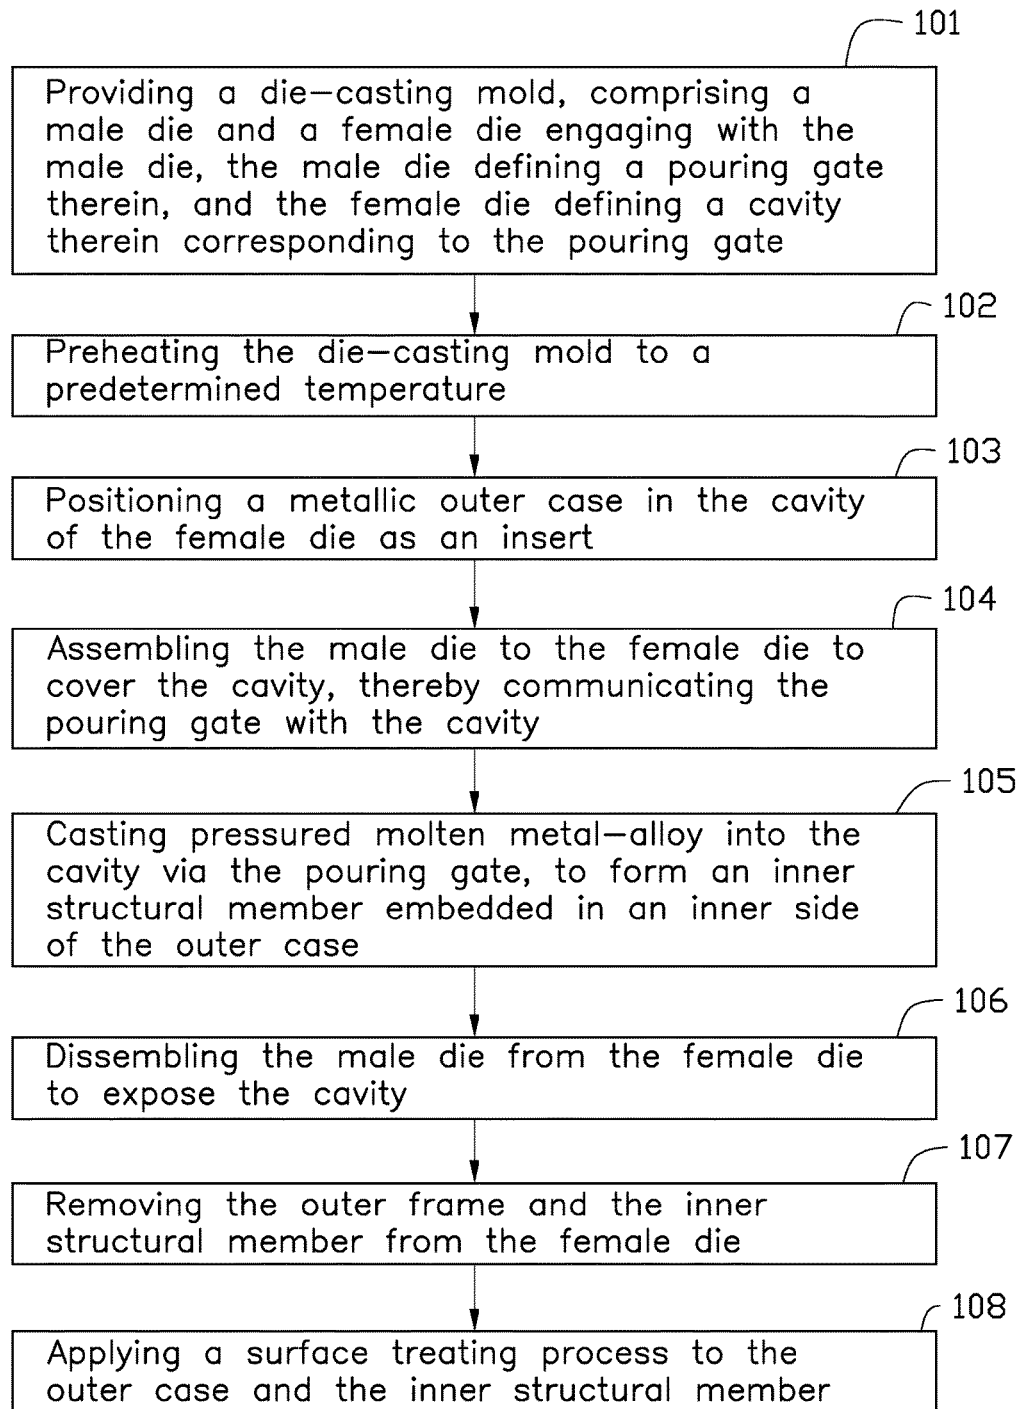 101
Providing a die-casting mold, comprising a
male die and a female die engaging with the
male die, the male die defining a pouring gate
therein, and the female die defining a cavity
therein corresponding to the pouring gate
102
Preheating the die-casting mold to a
predetermined temperature
103
Positioning a metallic outer case in the cavity
of the female die as an insert
104
Assembling the male die to the female die to
cover the cavity, thereby communicating the
pouring gate with the cavity
105
Casting pressured molten metal-alloy into the
cavity via the pouring gate, to form an inner
structural member embedded in an inner side
of the outer case
106
Dissembling the male die from the female die
to expose the cavity
107
Removing the outer frame and the inner
structural member from the female die
108
Applying a surface treating process to the
outer case and the inner structural member